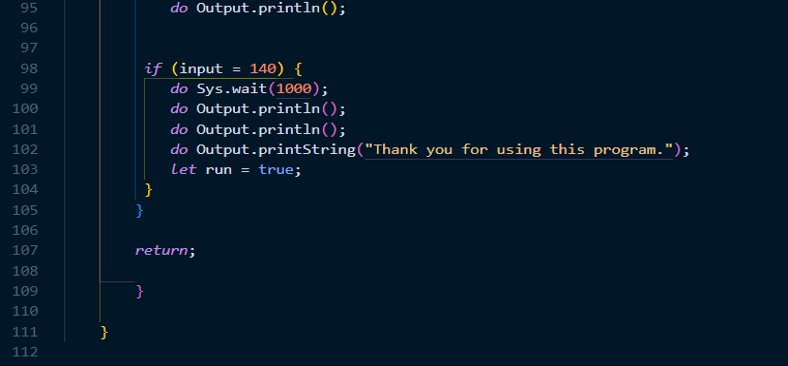 95 do Output.println();
96
97
98 if (input = 140) {
99 do Sys.wait(1000);
100 do Output.println();
101 do Output.println();
102 do Output.printString("Thank you for using this program.");
103 let run = true;
104 }
105 }
106
107 return;
108
109 }
110
111 }
112